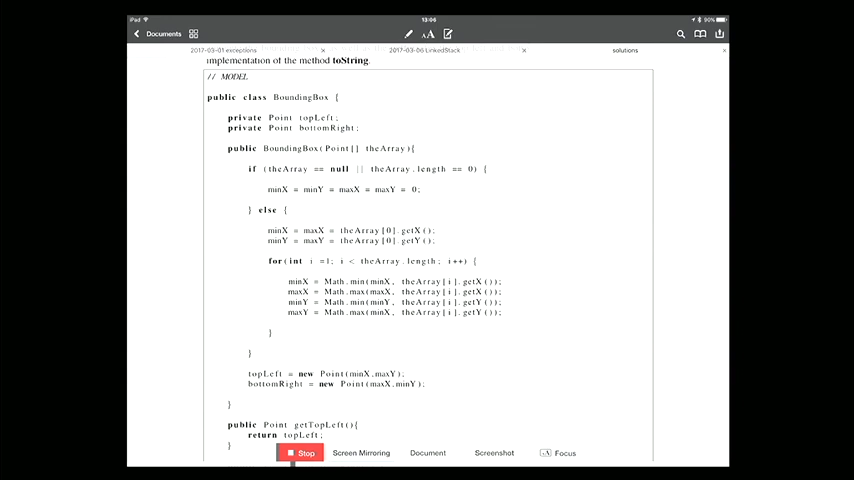 iPad
13:06
90%
Documents
AA
2017-03-01 exceptions
2017-03-06 LinkedStack
solutions
implementation of the method toString.
// MODEL
public class BoundingBox {
private Point topLeft;
private Point bottomRight;
public BoundingBox(Point[] theArray){
if (theArray == null || theArray.length == 0) {
minX = minY = maxX = maxY = 0;
} else {
minX = maxX = theArray[0].getX();
minY = maxY = theArray[0].getY();
for(int i =1; i < theArray.length; i++) {
minX = Math.min(minX, theArray[i].getX());
maxX = Math.max(maxX, theArray[i].getX());
minY = Math.min(minY, theArray[i].getY());
maxY = Math.max(minX, theArray[i].getY());
}
}
topLeft = new Point(minX,maxY);
bottomRight = new Point(maxX,minY);
}
public Point getTopLeft(){
return topLeft;
}
Stop
Screen Mirroring
Document
Screenshot
AA Focus